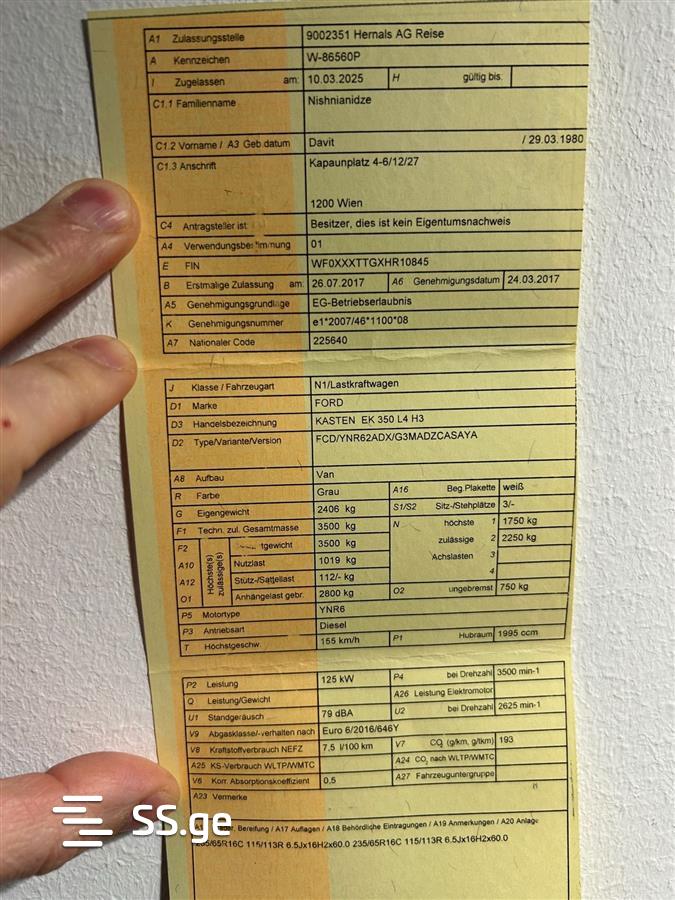 A1 Zulassungsstelle 9002351 Hernals AG Reise
A Kennzeichen W-86560P
I Zugelassen am: 10.03.2025 H gültig bis:
C1.1 Familienname Nishnianidze
C1.2 Vorname / A3 Geb.datum Davit / 29.03.1980
C1.3 Anschrift Kapaunplatz 4-6/12/27
1200 Wien
C4 Antragsteller ist: Besitzer, dies ist kein Eigentumsnachweis
A4 Verwendungsbestimmung 01
E FIN WF0XXXTTGXHR10845
B Erstmalige Zulassung am: 26.07.2017 A6 Genehmigungsdatum 24.03.2017
A5 Genehmigungsgrundlage EG-Betriebserlaubnis
K Genehmigungsnummer e1*2007/46*1100*08
A7 Nationaler Code 225640
J Klasse / Fahrzeugart N1/Lastkraftwagen
D1 Marke FORD
D3 Handelsbezeichnung KASTEN EK 350 L4 H3
D2 Type/Variante/Version FCD/YNR62ADX/G3MADZCASAYA
A8 Aufbau Van
R Farbe Grau A16 Beg.Plakette weiß
G Eigengewicht 2406 kg S1/S2 Sitz-/Stehplätze 3/-
F1 Techn. zul. Gesamtmasse 3500 kg N höchste 1 1750 kg
F2 Höchste(s) zulässige(s) tgewicht 3500 kg zulässige 2 2250 kg
A10 Nutzlast 1019 kg Achslasten 3
A12 Stütz-/Sattellast 112/- kg 4
O1 Anhängelast gebr. 2800 kg O2 ungebremst 750 kg
P5 Motortype YNR6
P3 Antriebsart Diesel
T Höchstgeschw. 155 km/h P1 Hubraum 1995 ccm
P2 Leistung 125 kW P4 bei Drehzahl 3500 min-1
Q Leistung/Gewicht A26 Leistung Elektromotor
U1 Standgeräusch 79 dBA U2 bei Drehzahl 2625 min-1
V9 Abgasklasse/-verhalten nach Euro 6/2016/646Y
V8 Kraftstoffverbrauch NEFZ 7,5 l/100 km V7 CO2 (g/km, g/tkm) 193
A25 KS-Verbrauch WLTP/WMTC A24 CO2 nach WLTP/WMTC
V6 Korr. Absorptionskoeffizient 0,5 A27 Fahrzeuguntergruppe
A23 Vermerke
Bereifung / A17 Auflagen / A18 Behördliche Eintragungen / A19 Anmerkungen / A20 Anlage
235/65R16C 115/113R 6.5Jx16H2x60.0 235/65R16C 115/113R 6.5Jx16H2x60.0
SS.ge